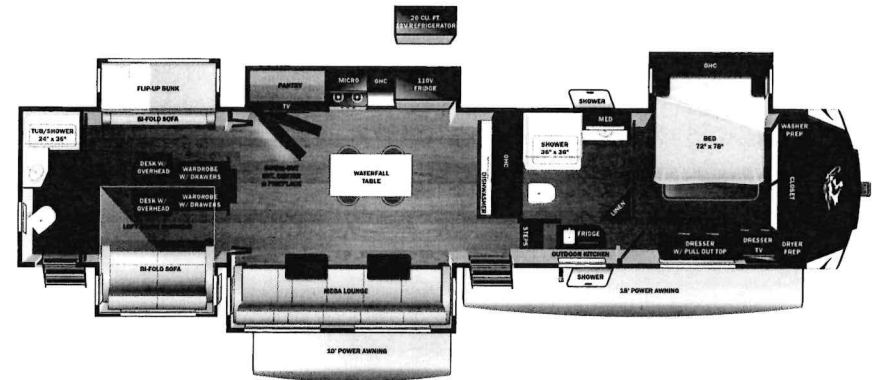 20 CU. FT.
12V REFRIGERATOR
FLIP-UP BUNK
BI-FOLD SOFA
PANTRY
TV
MICRO
OHC
110V
FRIDGE
SHOWER
OHC
TUB/SHOWER
24" x 36"
DESK W/
OVERHEAD
WARDROBE
W/ DRAWERS
WATERFALL
TABLE
DISHWASHER
OHC
SHOWER
36" x 36"
MED
BED
72" x 78"
WASHER
PREP
CLOSET
DESK W/
OVERHEAD
WARDROBE
W/ DRAWERS
LINEN
STEPS
FRIDGE
DRESSER
W/ PULL OUT TOP
DRESSER
TV
DRYER
PREP
BI-FOLD SOFA
OUTDOOR KITCHEN
SHOWER
MEGA LOUNGE
15' POWER AWNING
10' POWER AWNING